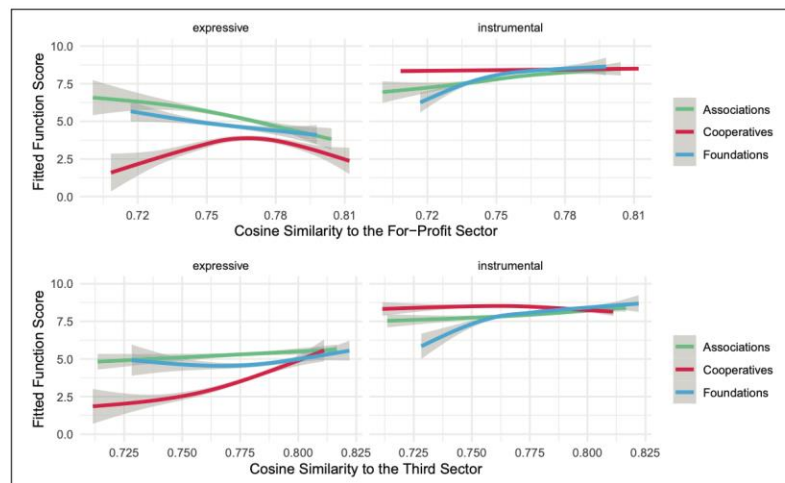 expressive
instrumental
Fitted Function Score
10.0
7.5
5.0
2.5
0.0
0.72
0.75
0.78
0.81
0.72
0.75
0.78
0.81
Cosine Similarity to the For−Profit Sector
Associations
Cooperatives
Foundations
expressive
instrumental
Fitted Function Score
10.0
7.5
5.0
2.5
0.0
0.725
0.750
0.775
0.800
0.825
0.725
0.750
0.775
0.800
0.825
Cosine Similarity to the Third Sector
Associations
Cooperatives
Foundations